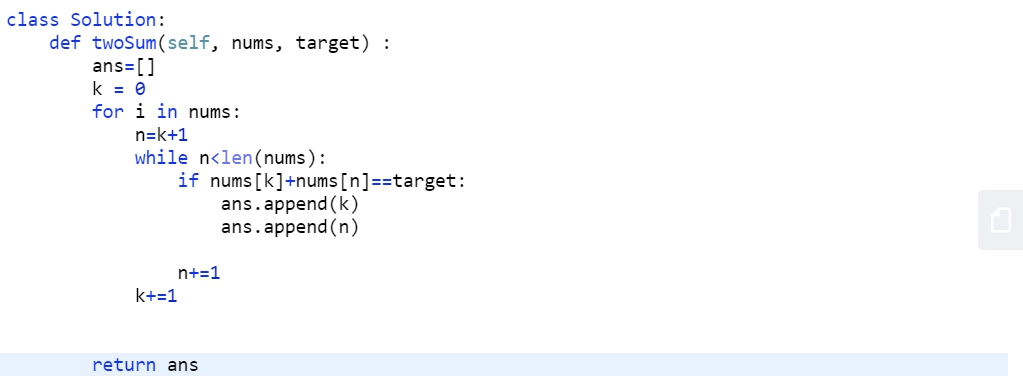 class Solution:
    def twoSum(self, nums, target) :
        ans=[]
        k = 0
        for i in nums:
            n=k+1
            while n<len(nums):
                if nums[k]+nums[n]==target:
                    ans.append(k)
                    ans.append(n)
                n+=1
            k+=1
        return ans